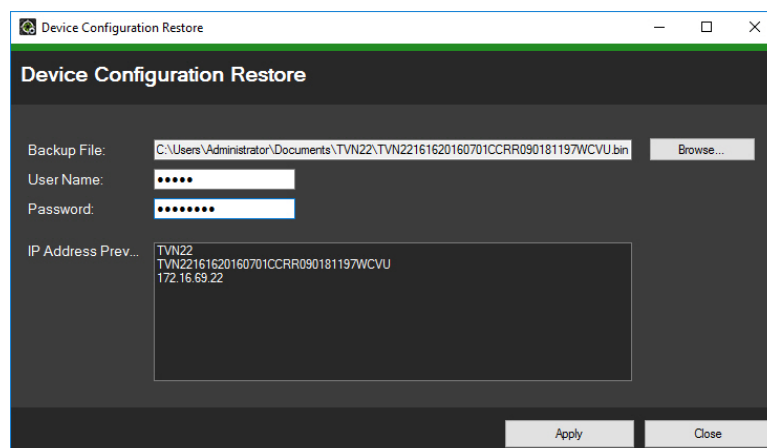 Device Configuration Restore
Device Configuration Restore
Backup File: C:\Users\Administrator\Documents\TVN22\TVN22161620160701CCRR090181197WCVU.bin Browse...
User Name: •••••
Password: ••••••••
IP Address Prev... TVN22
TVN22161620160701CCRR090181197WCVU
172.16.69.22
Apply Close